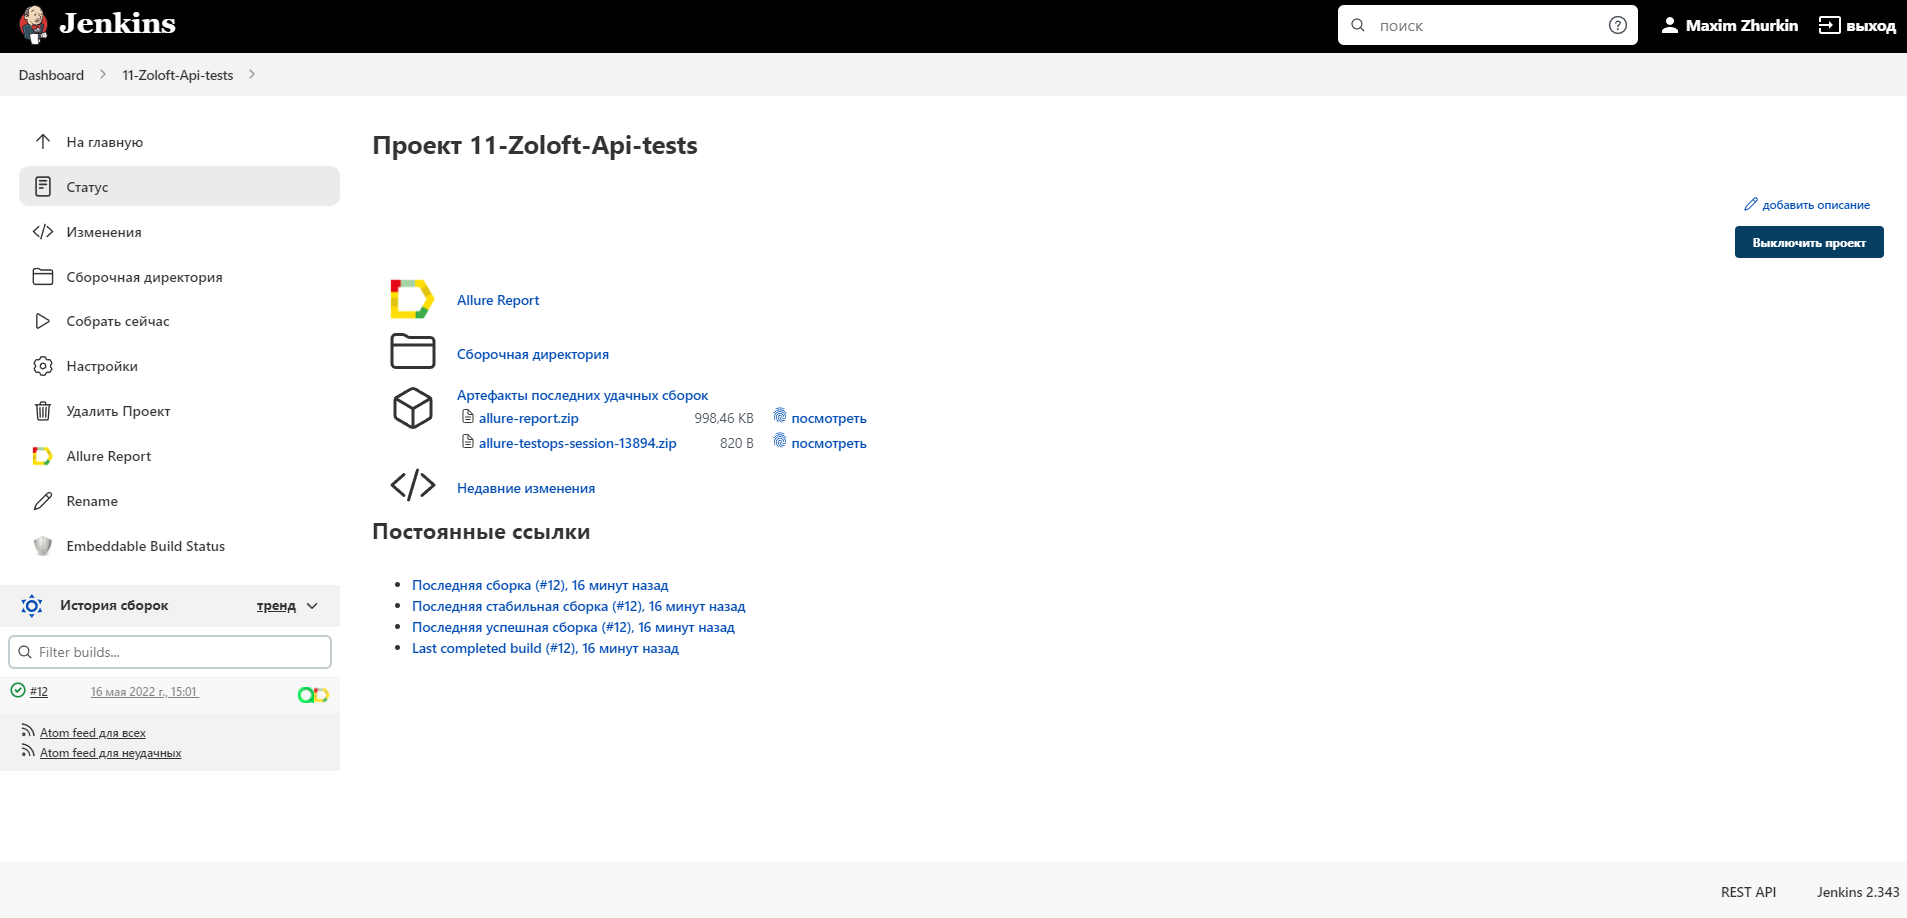 Jenkins
поиск
Maxim Zhurkin
выход
Dashboard
11-Zoloft-Api-tests
На главную
Статус
Изменения
Сборочная директория
Собрать сейчас
Настройки
Удалить Проект
Allure Report
Rename
Embeddable Build Status
История сборок
тренд
Filter builds...
#12
16 мая 2022 г., 15:01
Atom feed для всех
Atom feed для неудачных
Проект 11-Zoloft-Api-tests
добавить описание
Выключить проект
Allure Report
Сборочная директория
Артефакты последних удачных сборок
allure-report.zip 998,46 KB посмотреть
allure-testops-session-13894.zip 820 B посмотреть
Недавние изменения
Постоянные ссылки
Последняя сборка (#12), 16 минут назад
Последняя стабильная сборка (#12), 16 минут назад
Последняя успешная сборка (#12), 16 минут назад
Last completed build (#12), 16 минут назад
REST API
Jenkins 2.343